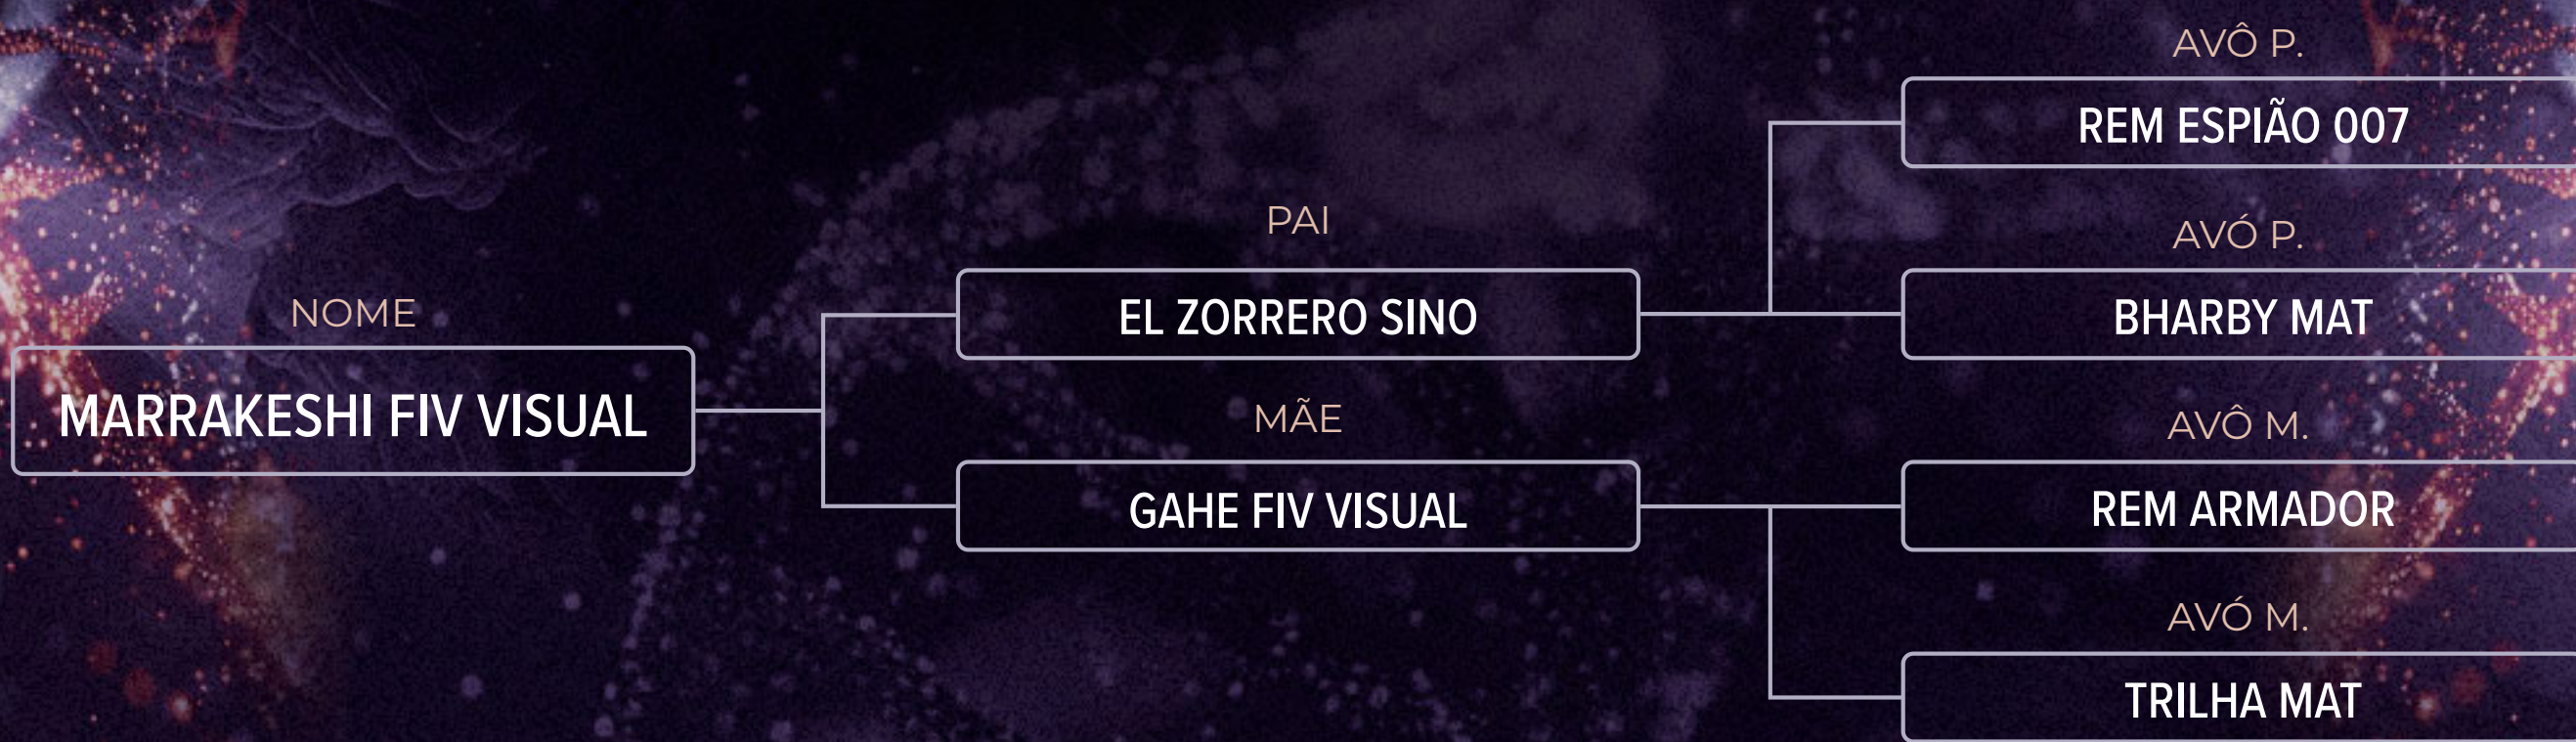 NOME
MARRAKESHI FIV VISUAL
PAI
EL ZORRERO SINO
MÃE
GAHE FIV VISUAL
AVÔ P.
REM ESPIÃO 007
AVÓ P.
BHARBY MAT
AVÔ M.
REM ARMADOR
AVÓ M.
TRILHA MAT